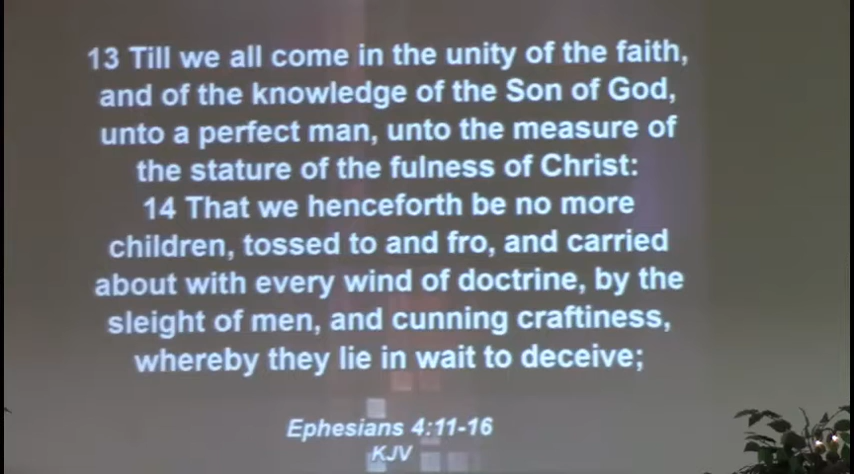 13 Till we all come in the unity of the faith,
and of the knowledge of the Son of God,
unto a perfect man, unto the measure of
the stature of the fulness of Christ:
14 That we henceforth be no more
children, tossed to and fro, and carried
about with every wind of doctrine, by the
sleight of men, and cunning craftiness,
whereby they lie in wait to deceive;
Ephesians 4:11-16
KJV